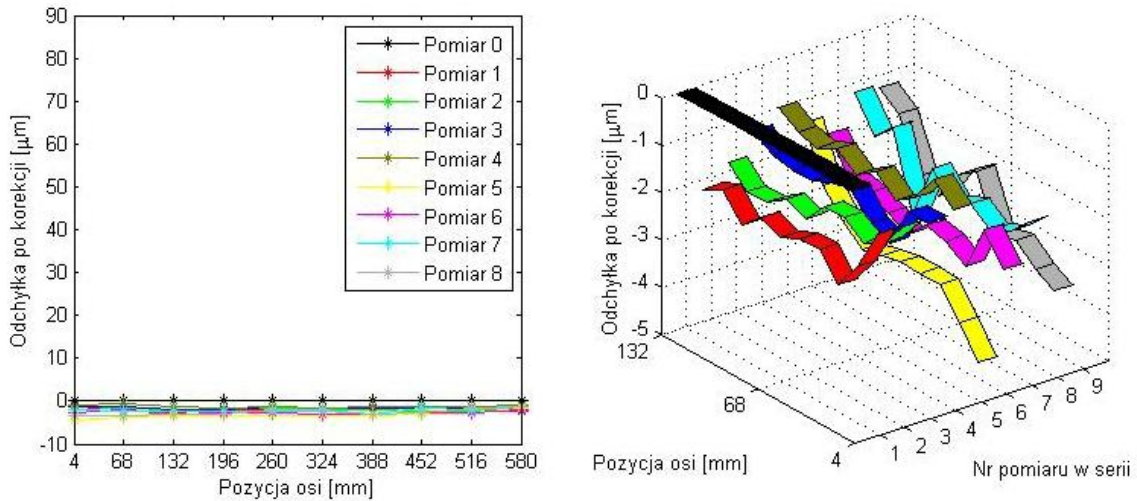 90
80
70
60
50
40
30
20
10
0
-10
Odchyłka po korekcji [μm]
4 68 132 196 260 324 388 452 516 580
Pozycja osi [mm]
Pomiar 0
Pomiar 1
Pomiar 2
Pomiar 3
Pomiar 4
Pomiar 5
Pomiar 6
Pomiar 7
Pomiar 8
0
-1
-2
-3
-4
-5
Odchyłka po korekcji [μm]
132
68
4
Pozycja osi [mm]
1 2 3 4 5 6 7 8 9
Nr pomiaru w serii